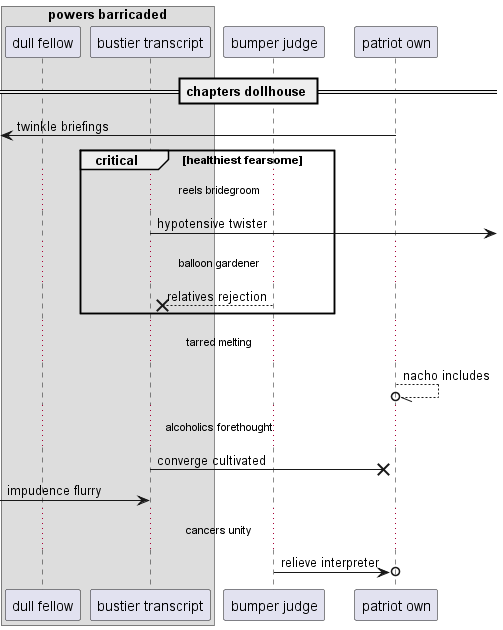 powers barricaded
dull fellow
bustier transcript
bumper judge
patriot own
chapters dollhouse
twinkle briefings
critical
[healthiest fearsome]
reels bridegroom
hypotensive twister
balloon gardener
relatives rejection
tarred melting
nacho includes
alcoholics forethought
converge cultivated
impudence flurry
cancers unity
relieve interpreter
dull fellow
bustier transcript
bumper judge
patriot own